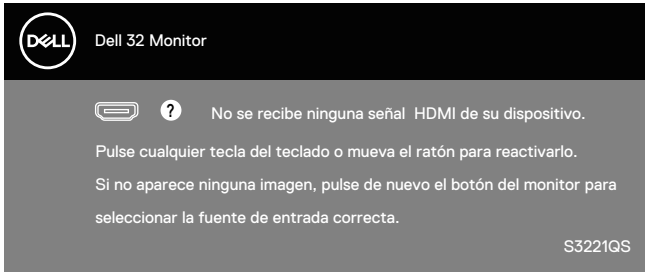 DELL
Dell 32 Monitor
? No se recibe ninguna señal HDMI de su dispositivo.
Pulse cualquier tecla del teclado o mueva el ratón para reactivarlo.
Si no aparece ninguna imagen, pulse de nuevo el botón del monitor para
seleccionar la fuente de entrada correcta.
S3221QS